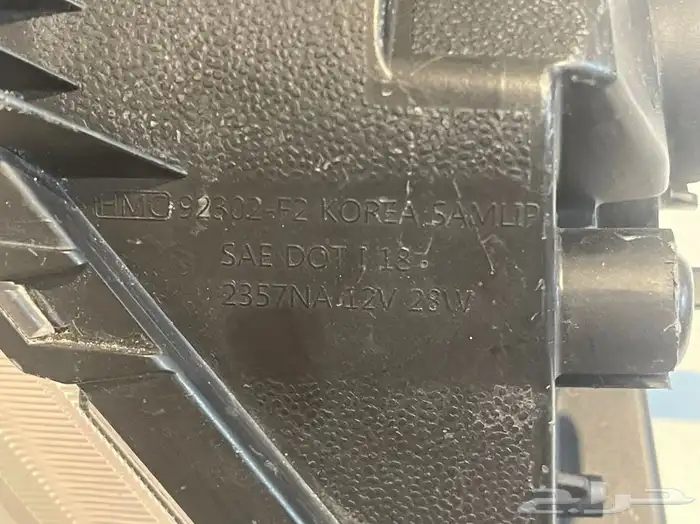 HMC 92302-F2 KOREA SAMLIP
SAE DOT I 18
2357NA 12V 28W
حراج